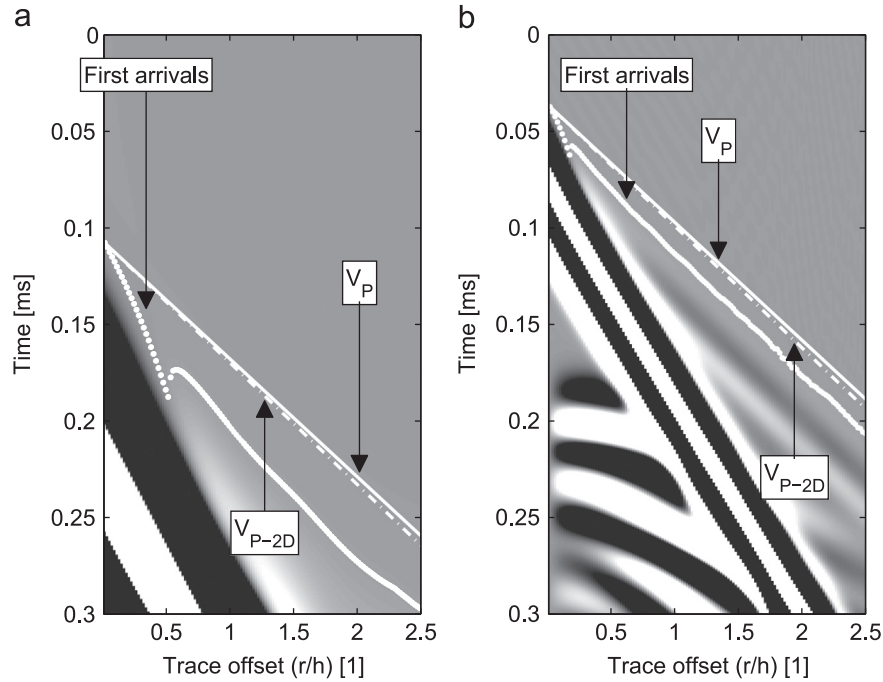 a
0
0.05
0.1
0.15
0.2
0.25
0.3
Time [ms]
0.5
1
1.5
2
2.5
Trace offset (r/h) [1]
First arrivals
V_P
V_P−2D
b
0
0.05
0.1
0.15
0.2
0.25
0.3
Time [ms]
0.5
1
1.5
2
2.5
Trace offset (r/h) [1]
First arrivals
V_P
V_P−2D